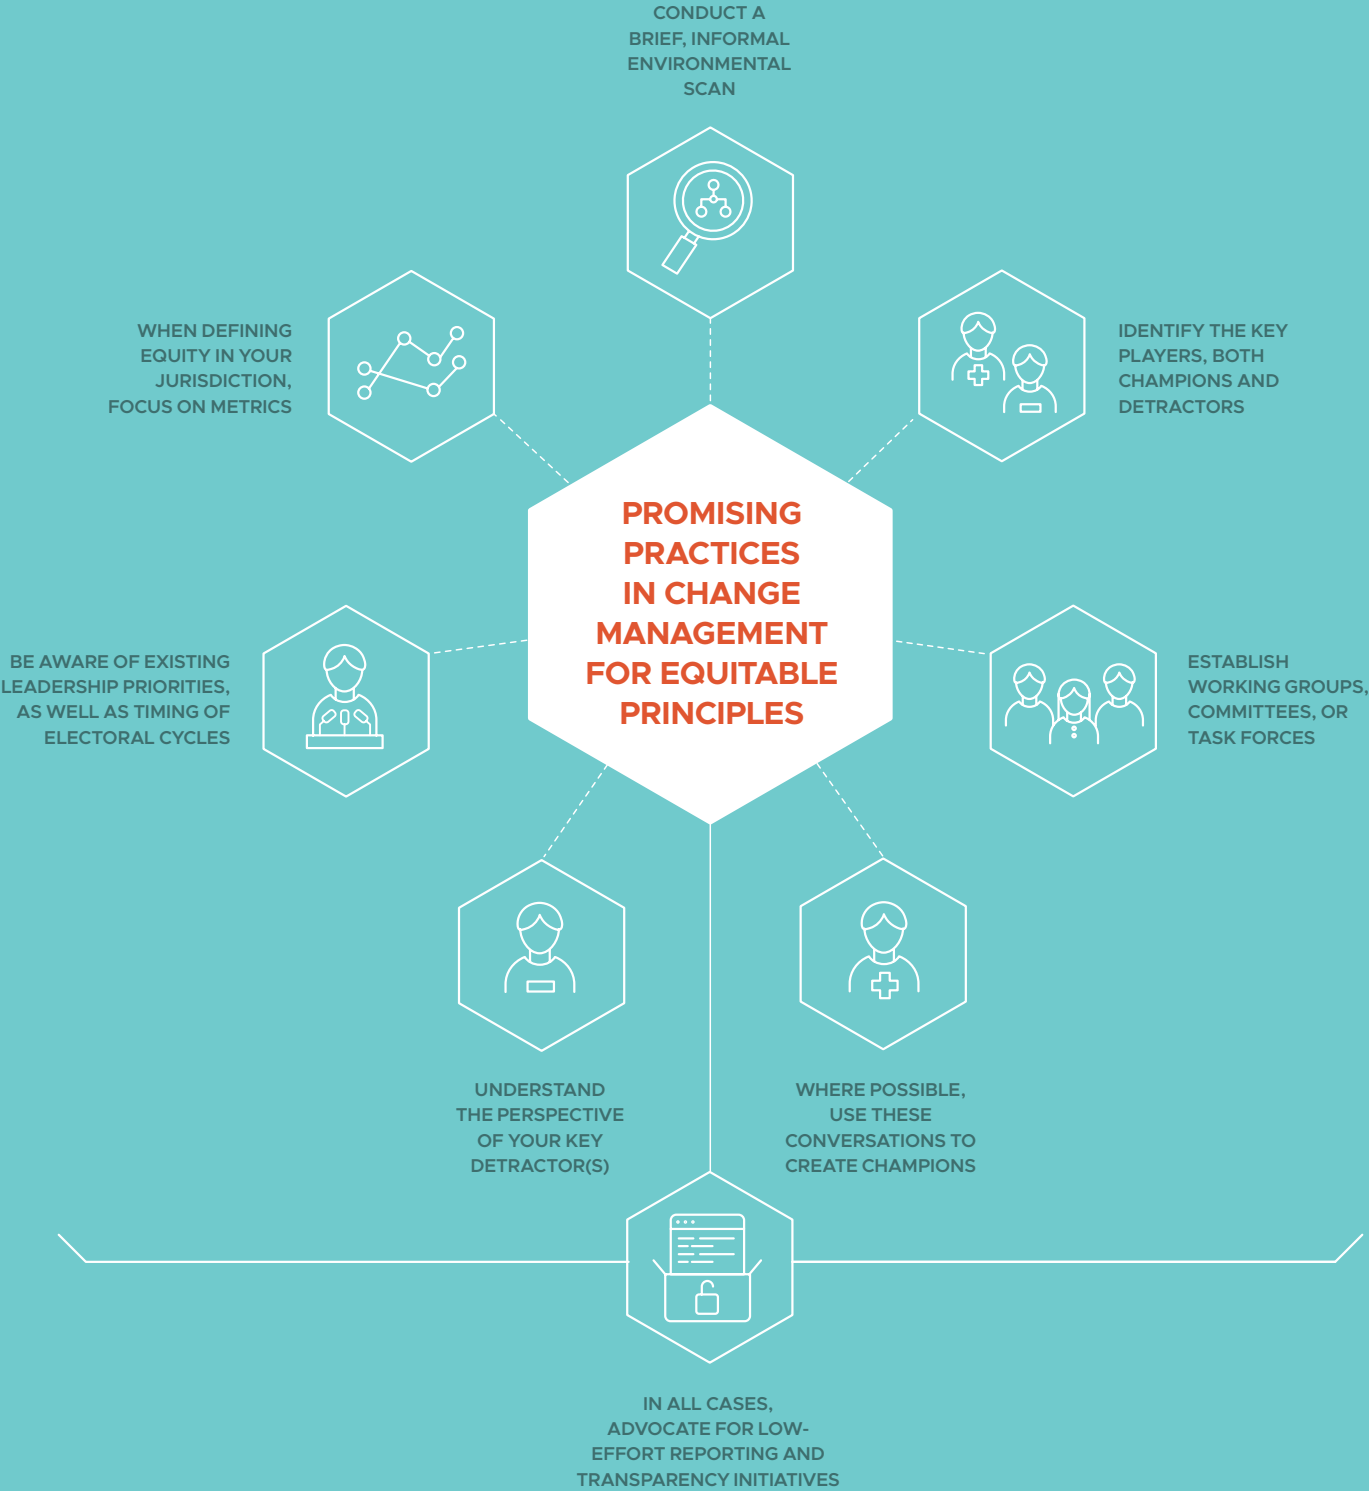 CONDUCT A
BRIEF, INFORMAL
ENVIRONMENTAL
SCAN
WHEN DEFINING
EQUITY IN YOUR
JURISDICTION,
FOCUS ON METRICS
IDENTIFY THE KEY
PLAYERS, BOTH
CHAMPIONS AND
DETRACTORS
PROMISING
PRACTICES
IN CHANGE
MANAGEMENT
FOR EQUITABLE
PRINCIPLES
BE AWARE OF EXISTING
LEADERSHIP PRIORITIES,
AS WELL AS TIMING OF
ELECTORAL CYCLES
ESTABLISH
WORKING GROUPS,
COMMITTEES, OR
TASK FORCES
UNDERSTAND
THE PERSPECTIVE
OF YOUR KEY
DETRACTOR(S)
WHERE POSSIBLE,
USE THESE
CONVERSATIONS TO
CREATE CHAMPIONS
IN ALL CASES,
ADVOCATE FOR LOW-
EFFORT REPORTING AND
TRANSPARENCY INITIATIVES